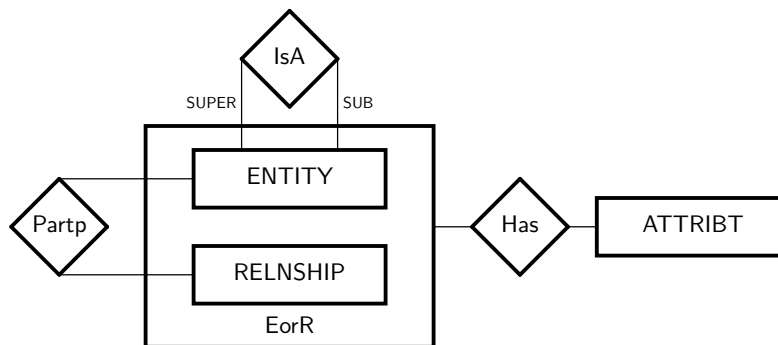 IsA
SUPER
SUB
ENTITY
Partp
Has
ATTRIBT
RELNSHIP
EorR